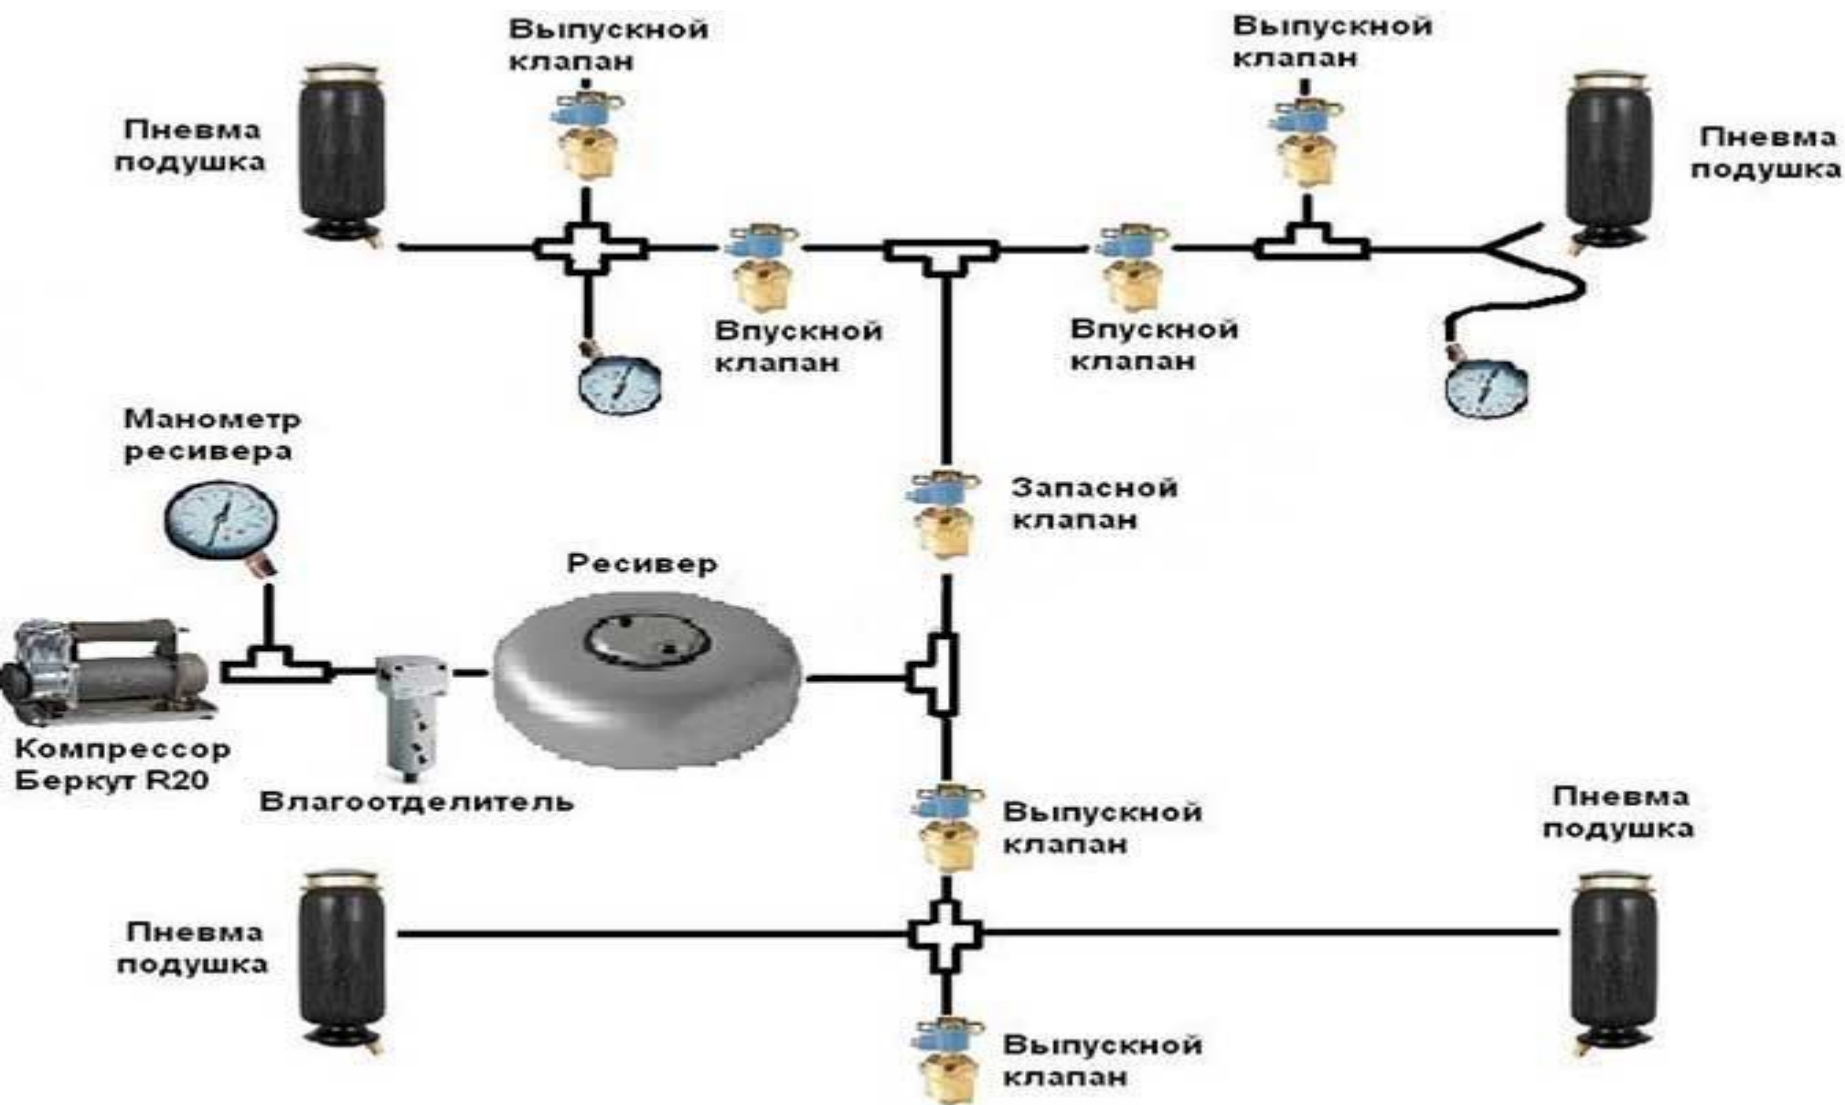 Выпускной
клапан
Выпускной
клапан
Пневма
подушка
Пневма
подушка
Впускной
клапан
Впускной
клапан
Манометр
ресивера
Запасной
клапан
Ресивер
Компрессор
Беркут R20
Влагоотделитель
Выпускной
клапан
Пневма
подушка
Пневма
подушка
Выпускной
клапан